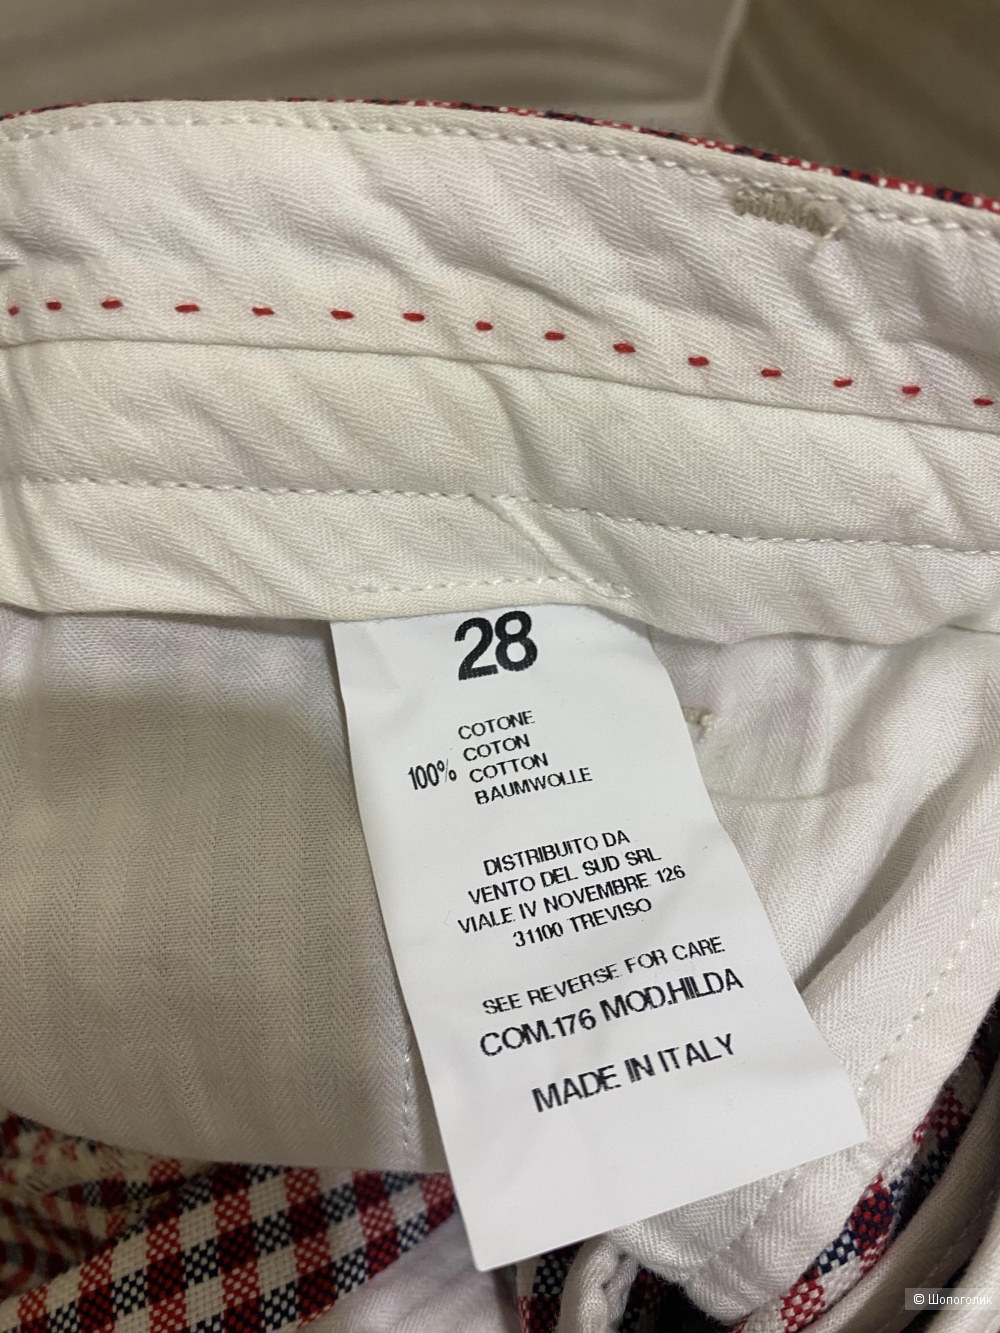 28
COTONE
COTON
100% COTTON
BAUMWOLLE
DISTRIBUITO DA
VENTO DEL SUD SRL
VIALE IV NOVEMBRE 126
31100 TREVISO
SEE REVERSE FOR CARE
COM.176 MOD.HILDA
MADE IN ITALY
© Шопоголик